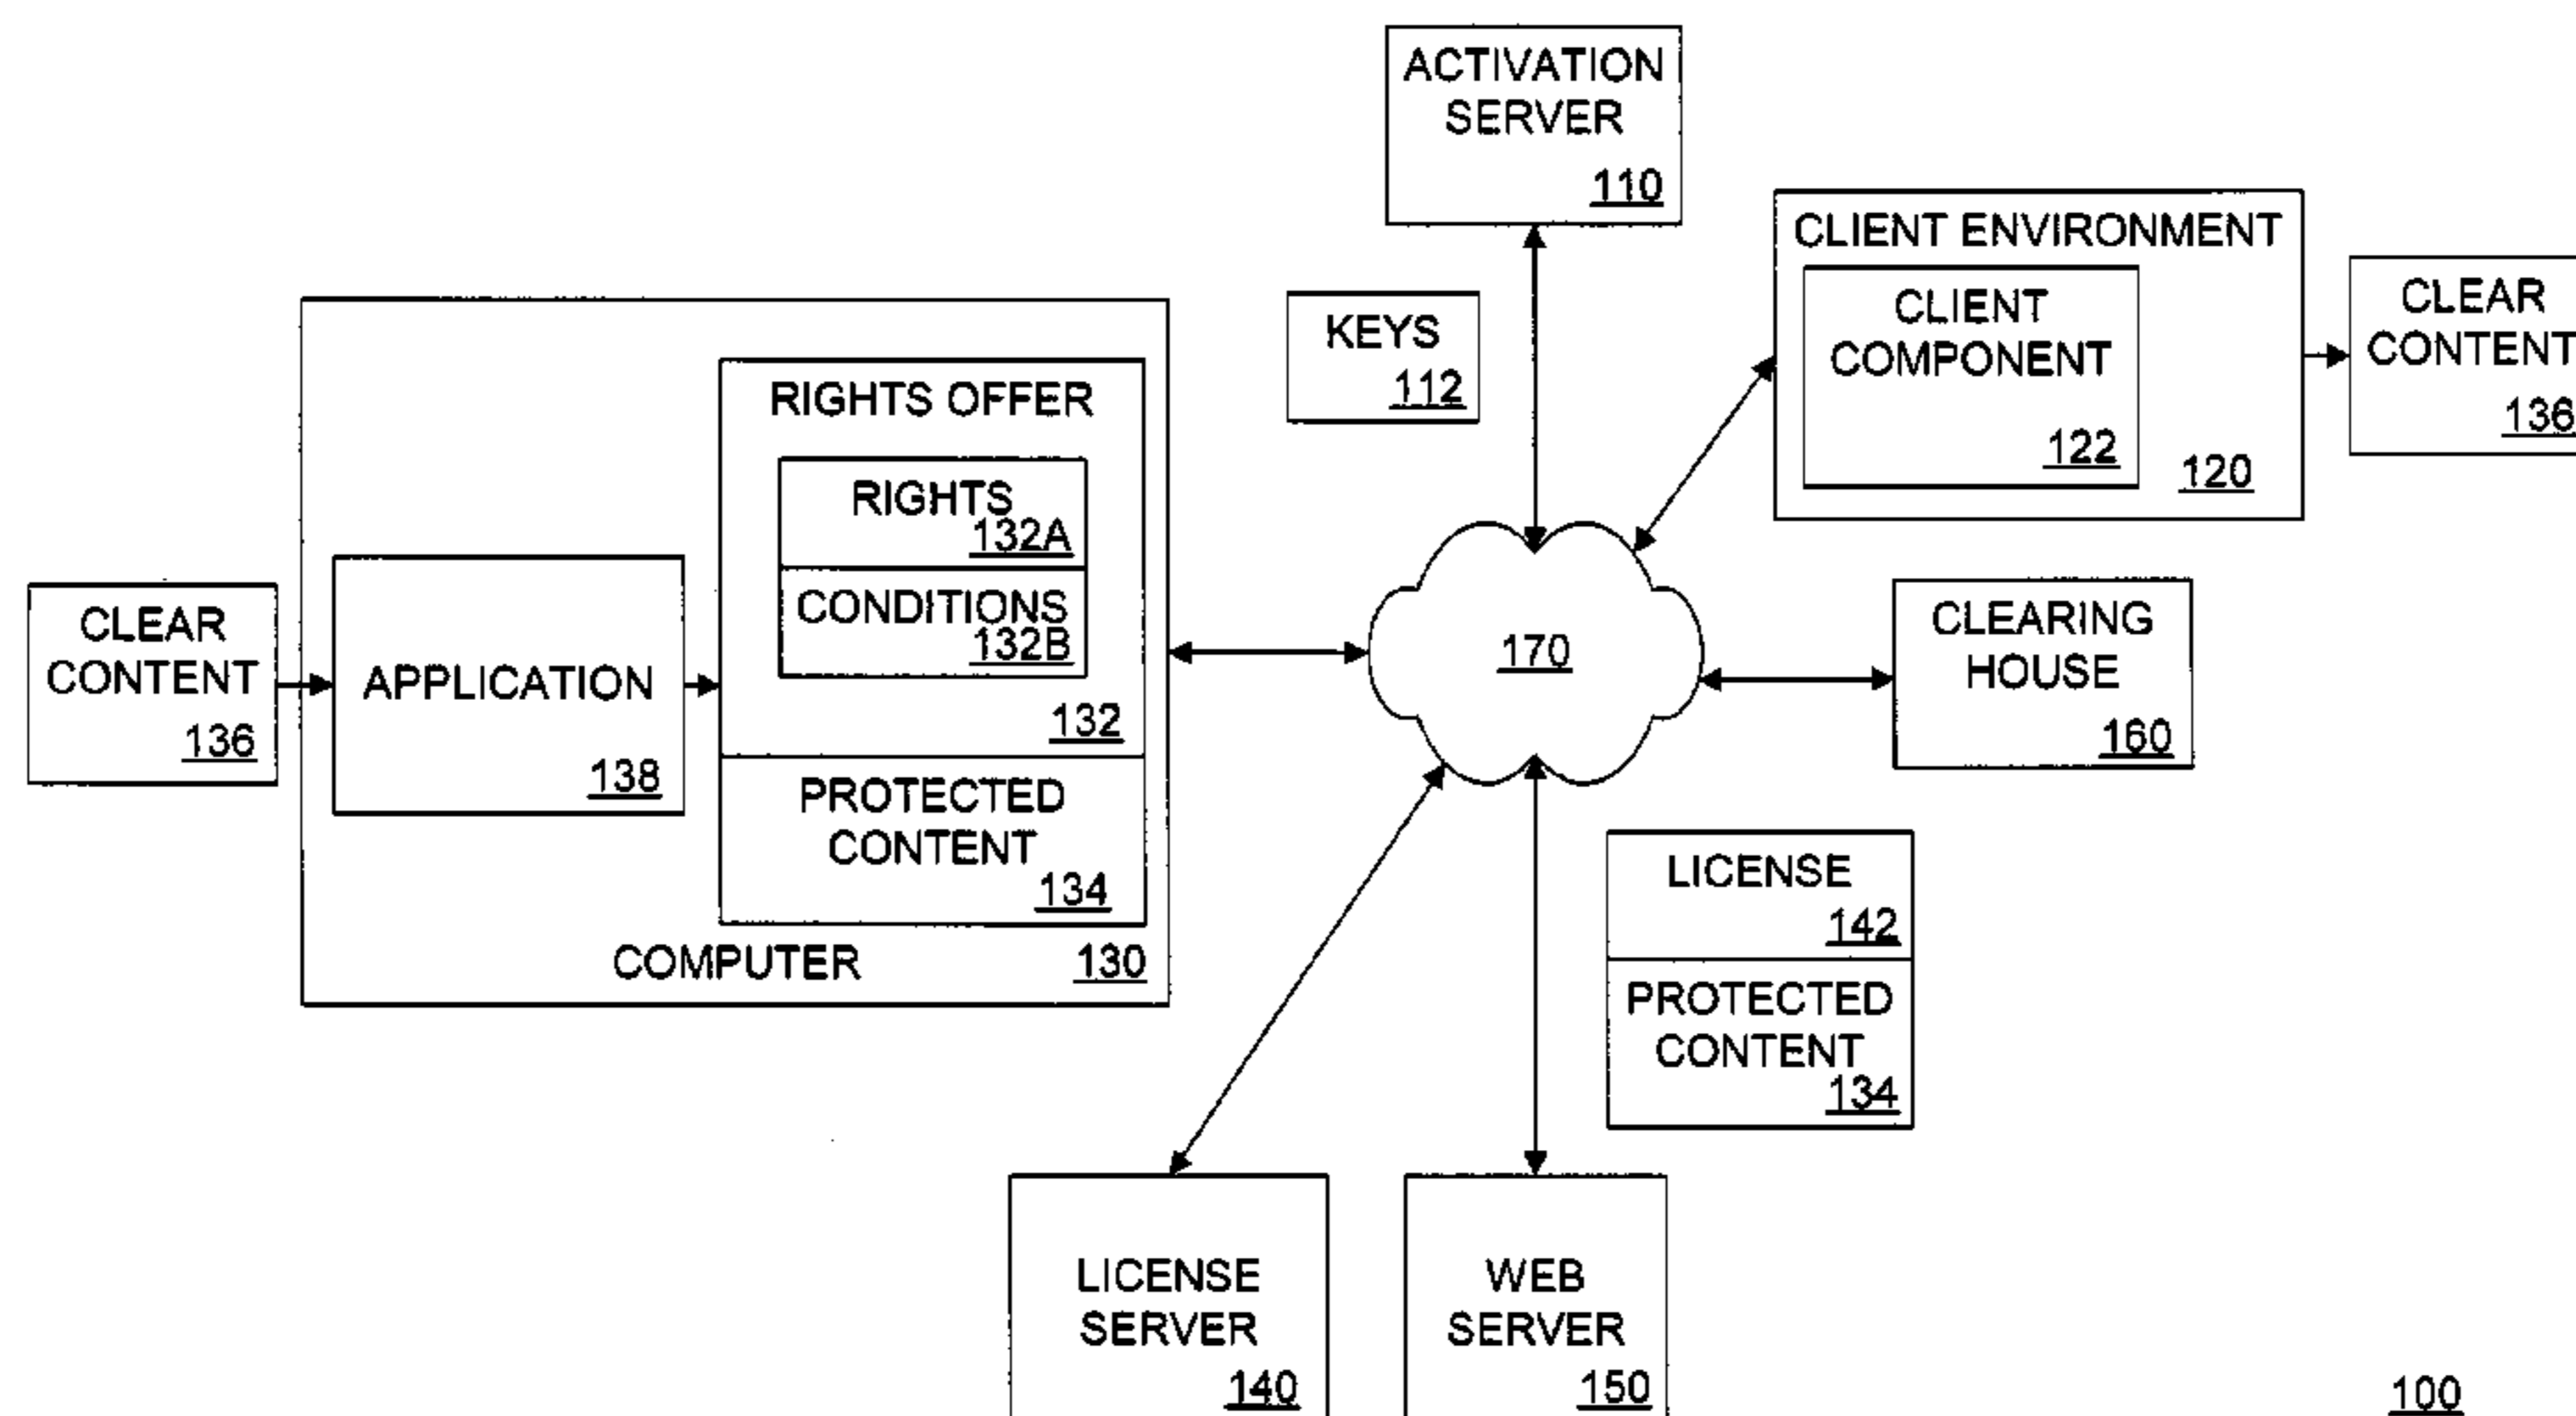 ACTIVATION
SERVER
110
KEYS
112
CLIENT ENVIRONMENT
CLIENT
COMPONENT
122
120
CLEAR
CONTENT
136
RIGHTS OFFER
RIGHTS
132A
CONDITIONS
132B
132
PROTECTED
CONTENT
134
CLEAR
CONTENT
136
APPLICATION
138
COMPUTER
130
170
CLEARING
HOUSE
160
LICENSE
142
PROTECTED
CONTENT
134
LICENSE
SERVER
140
WEB
SERVER
150
100